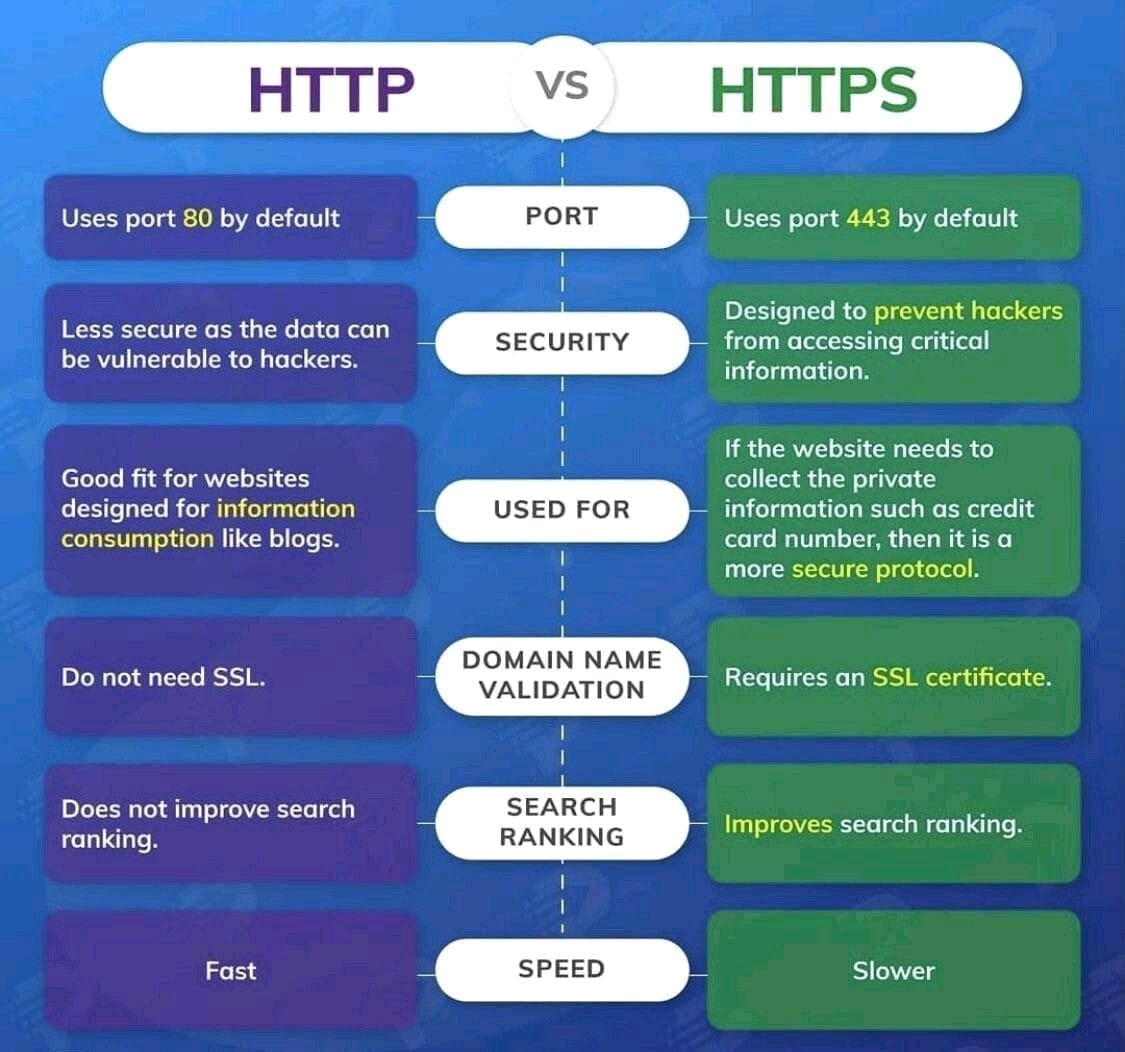 HTTP VS HTTPS
Uses port 80 by default
PORT
Uses port 443 by default
Less secure as the data can
be vulnerable to hackers.
SECURITY
Designed to prevent hackers
from accessing critical
information.
Good fit for websites
designed for information
consumption like blogs.
USED FOR
If the website needs to
collect the private
information such as credit
card number, then it is a
more secure protocol.
Do not need SSL.
DOMAIN NAME
VALIDATION
Requires an SSL certificate.
Does not improve search
ranking.
SEARCH
RANKING
Improves search ranking.
Fast
SPEED
Slower